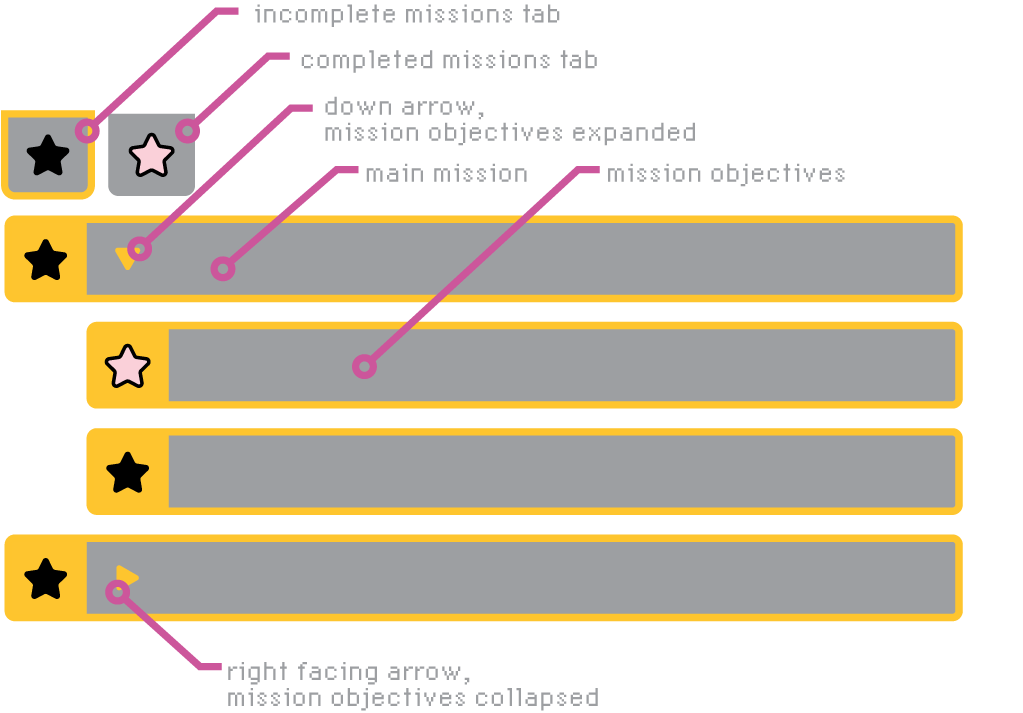 incomplete missions tab
completed missions tab
down arrow,
mission objectives expanded
main mission
mission objectives
right facing arrow,
mission objectives collapsed